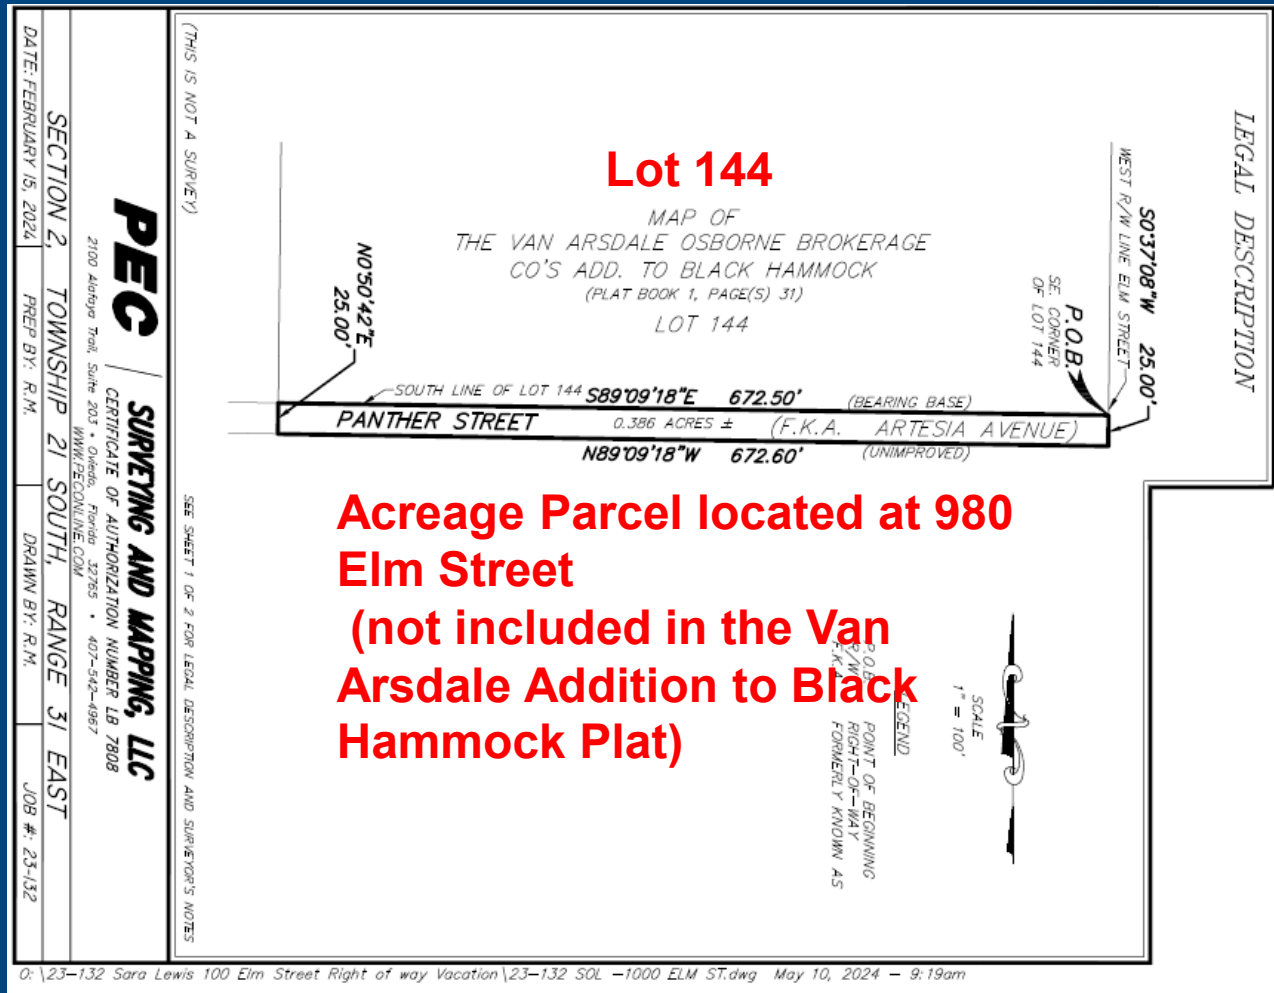 LEGAL DESCRIPTION
Lot 144
MAP OF
THE VAN ARSDALE OSBORNE BROKERAGE
CO'S ADD. TO BLACK HAMMOCK
(PLAT BOOK 1, PAGE(S) 31)
LOT 144
S0°37'08"W 25.00'
WEST R/W LINE ELM STREET
P.O.B.
SE. CORNER
OF LOT 144
N0°50'42"E
25.00'
SOUTH LINE OF LOT 144 S89°09'18"E 672.50' (BEARING BASE)
PANTHER STREET 0.386 ACRES ± (F.K.A. ARTESIA AVENUE)
N89°09'18"W 672.60' (UNIMPROVED)
Acreage Parcel located at 980
Elm Street
(not included in the Van
Arsdale Addition to Black
Hammock Plat)
SCALE
1" = 100'
LEGEND
P.O.B. POINT OF BEGINNING
R/W RIGHT-OF-WAY
F.K.A. FORMERLY KNOWN AS
(THIS IS NOT A SURVEY)
SEE SHEET 1 OF 2 FOR LEGAL DESCRIPTION AND SURVEYOR'S NOTES
PEC
SURVEYING AND MAPPING, LLC
CERTIFICATE OF AUTHORIZATION NUMBER LB 7808
2100 Alafaya Trail, Suite 203 • Oviedo, Florida 32765 • 407-542-4967
WWW.PECONLINE.COM
SECTION 2, TOWNSHIP 21 SOUTH, RANGE 31 EAST
DATE: FEBRUARY 15, 2024 PREP BY: R.M. DRAWN BY: R.M. JOB #: 23-132
O: \23-132 Sara Lewis 100 Elm Street Right of way Vacation\23-132 SOL -1000 ELM ST.dwg May 10, 2024 - 9:19am